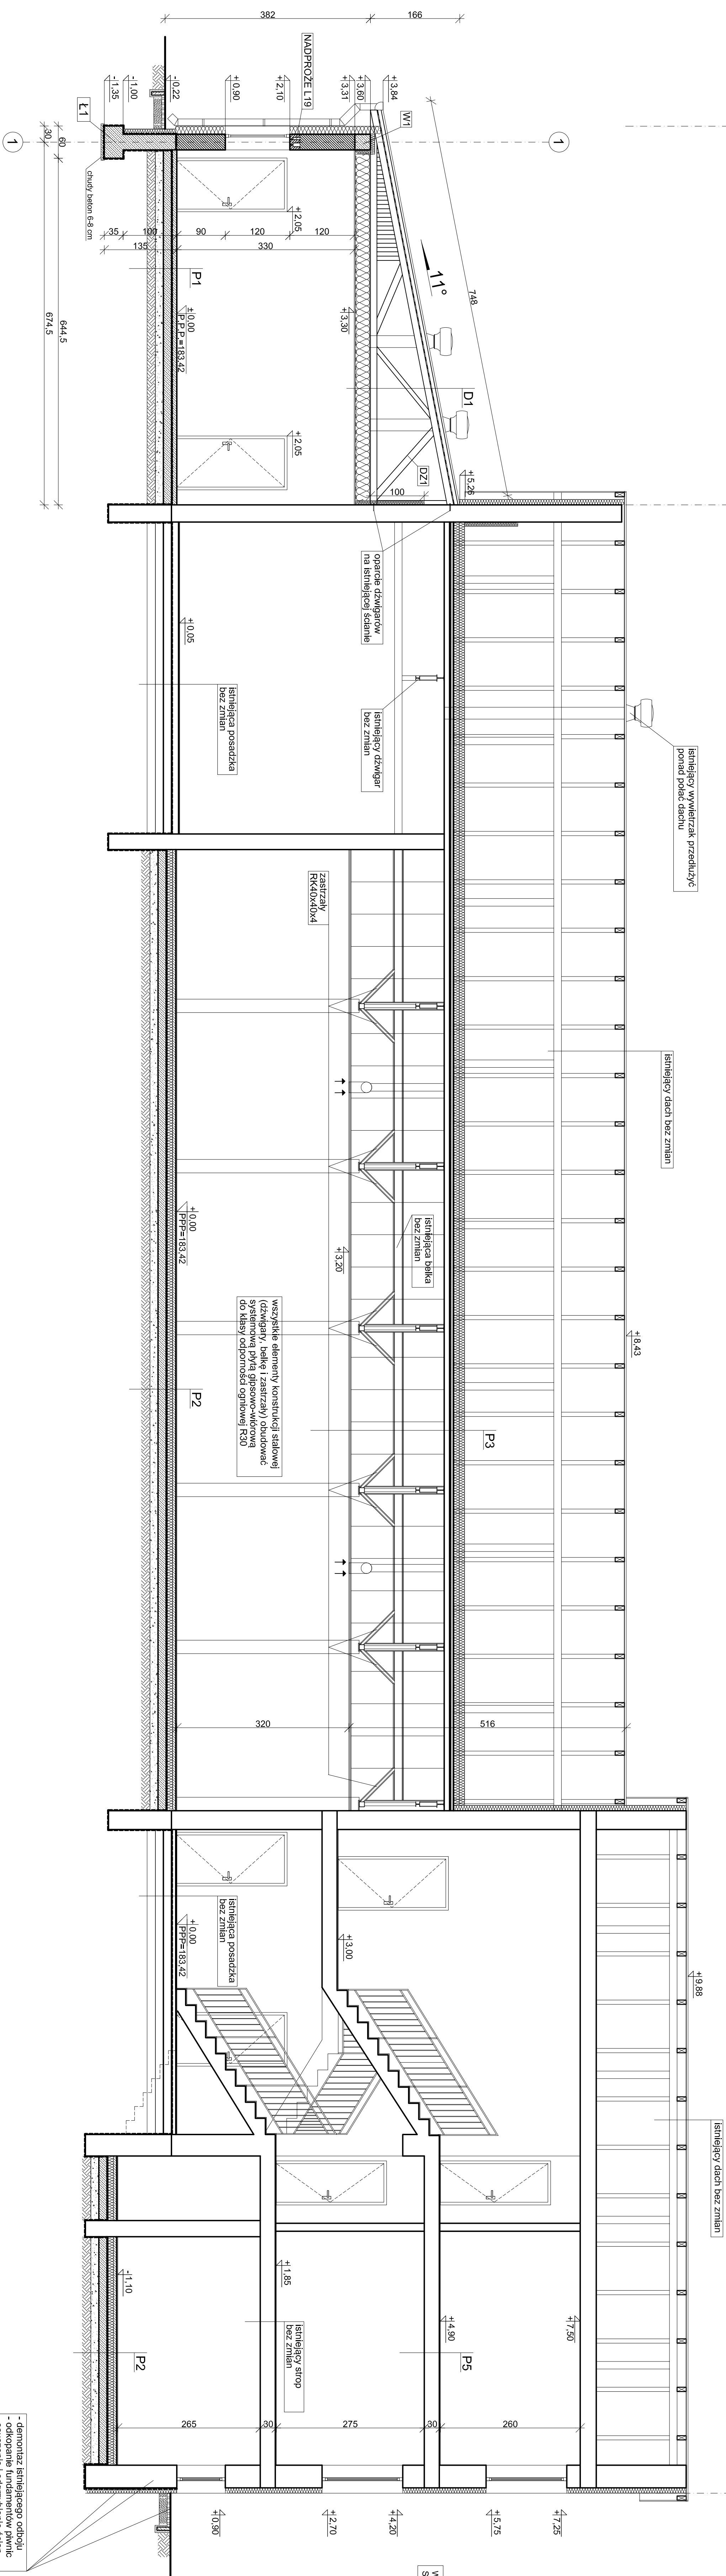 382
166
NADPROŻE L19
+ 3,84
+ 3,60
+ 3,31
+ 2,10
+ 0,90
- 0,22
- 1,00
- 1,35
W1
Ł1
1
1
60
30
chudy beton 6-8 cm
35
100
90
120
120
135
330
+ 2,05
748
11°
P1
± 0,00
P.P.P.=183,42
+ 3,30
644,5
674,5
D1
+ 2,05
DZ1
100
+ 5,26
oparcie dźwigarów
na istniejącej ścianie
+ 0,05
istniejąca posadzka
bez zmian
istniejący dźwigar
bez zmian
istniejący wywietrzak przedłużyć
ponad połać dachu
zastrzały
RK40x40x4
istniejący dach bez zmian
± 0,00
PPP=183,42
+ 3,20
istniejąca belka
bez zmian
+ 8,43
wszystkie elementy konstrukcji stalowej
(dźwigary, belkę i zastrzały) obudować
systemową płytą gipsowo-wiórową
do klasy odporności ogniowej R30
P2
P3
320
516
istniejąca posadzka
bez zmian
± 0,00
PPP=183,42
+ 3,00
+ 9,88
istniejący dach bez zmian
- 1,10
+ 1,85
+ 4,90
+ 7,50
istniejący strop
bez zmian
P2
P5
265
30
275
30
260
+ 0,90
+ 2,70
+ 4,20
+ 5,75
+ 7,25
- demontaż istniejącego odboju
- odkopanie fundamentów piwnic